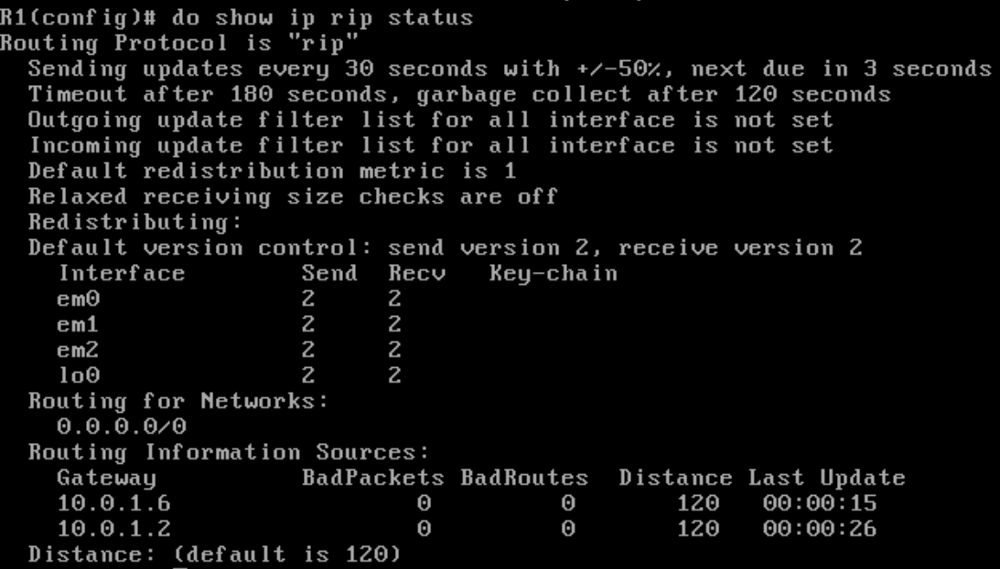 R1(config)# do show ip rip status
Routing Protocol is "rip"
  Sending updates every 30 seconds with +/-50%, next due in 3 seconds
  Timeout after 180 seconds, garbage collect after 120 seconds
  Outgoing update filter list for all interface is not set
  Incoming update filter list for all interface is not set
  Default redistribution metric is 1
  Relaxed receiving size checks are off
  Redistributing:
  Default version control: send version 2, receive version 2
    Interface        Send  Recv   Key-chain
    em0              2     2
    em1              2     2
    em2              2     2
    lo0              2     2
  Routing for Networks:
    0.0.0.0/0
  Routing Information Sources:
    Gateway          BadPackets BadRoutes  Distance Last Update
    10.0.1.6                 0         0       120   00:00:15
    10.0.1.2                 0         0       120   00:00:26
  Distance: (default is 120)